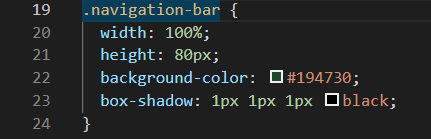 19 .navigation-bar {
20 width: 100%;
21 height: 80px;
22 background-color: #194730;
23 box-shadow: 1px 1px 1px black;
24 }